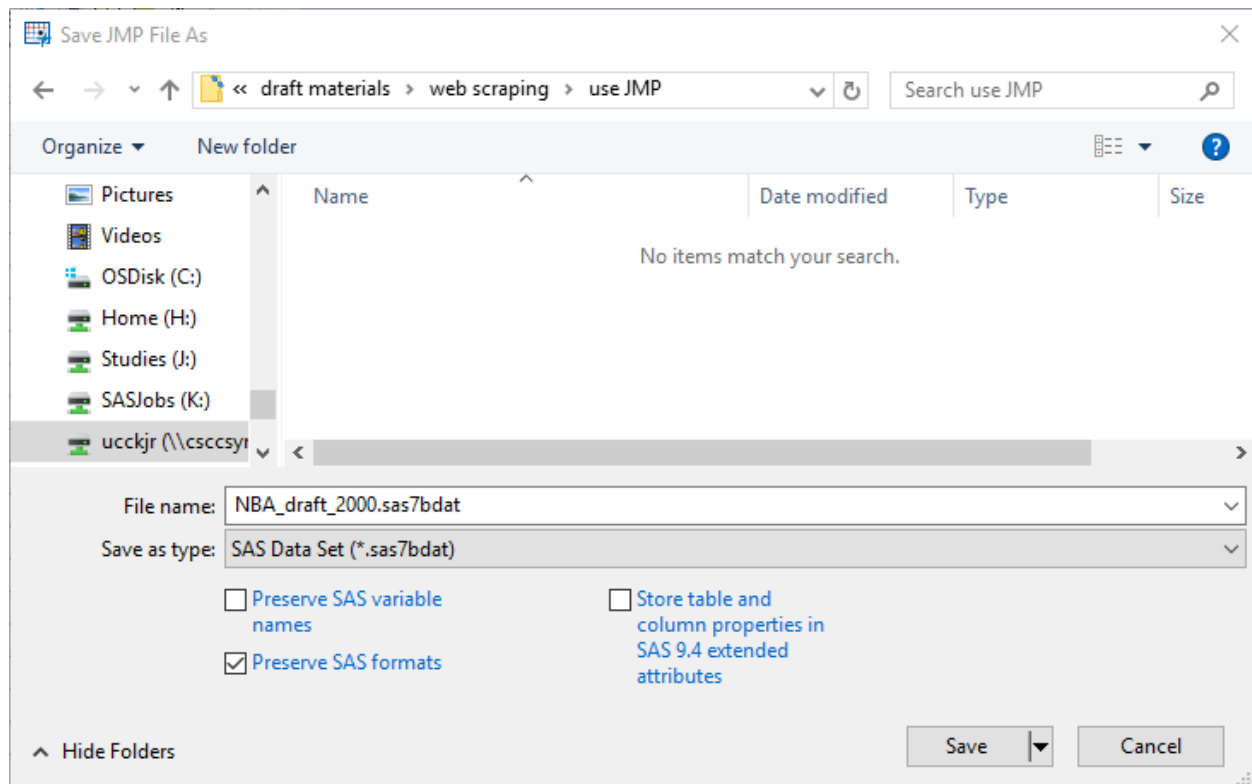 Save JMP File As
« draft materials > web scraping > use JMP
Search use JMP
Organize
New folder
Name
Date modified
Type
Size
No items match your search.
Pictures
Videos
OSDisk (C:)
Home (H:)
Studies (J:)
SASJobs (K:)
ucckjr (\\csccsyr
File name: NBA_draft_2000.sas7bdat
Save as type: SAS Data Set (*.sas7bdat)
Preserve SAS variable
names
Preserve SAS formats
Store table and
column properties in
SAS 9.4 extended
attributes
Hide Folders
Save
Cancel